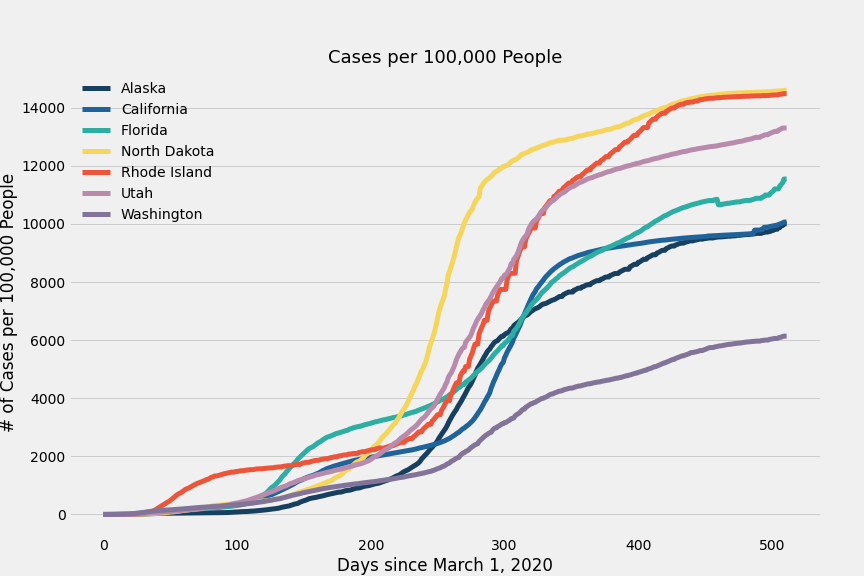 Cases per 100,000 People
Alaska
California
Florida
North Dakota
Rhode Island
Utah
Washington
# of Cases per 100,000 People
14000
12000
10000
8000
6000
4000
2000
0
0 100 200 300 400 500
Days since March 1, 2020